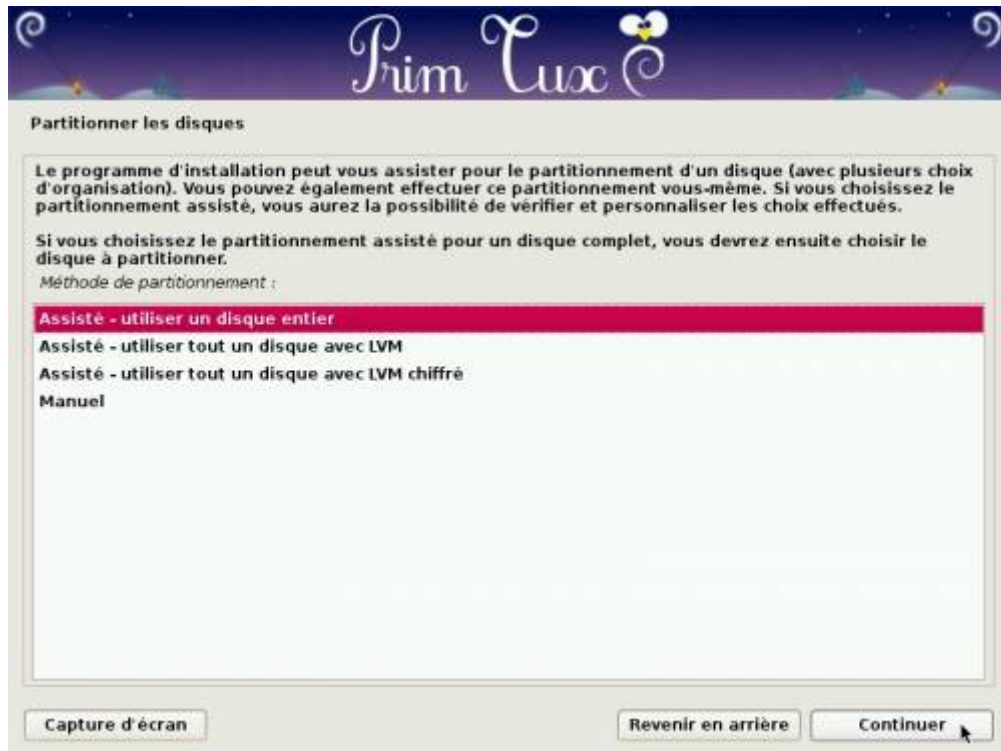 Prim Tux
Partitionner les disques
Le programme d'installation peut vous assister pour le partitionnement d'un disque (avec plusieurs choix
d'organisation). Vous pouvez également effectuer ce partitionnement vous-même. Si vous choisissez le
partitionnement assisté, vous aurez la possibilité de vérifier et personnaliser les choix effectués.
Si vous choisissez le partitionnement assisté pour un disque complet, vous devrez ensuite choisir le
disque à partitionner.
Méthode de partitionnement :
Assisté - utiliser un disque entier
Assisté - utiliser tout un disque avec LVM
Assisté - utiliser tout un disque avec LVM chiffré
Manuel
Capture d'écran
Revenir en arrière
Continuer